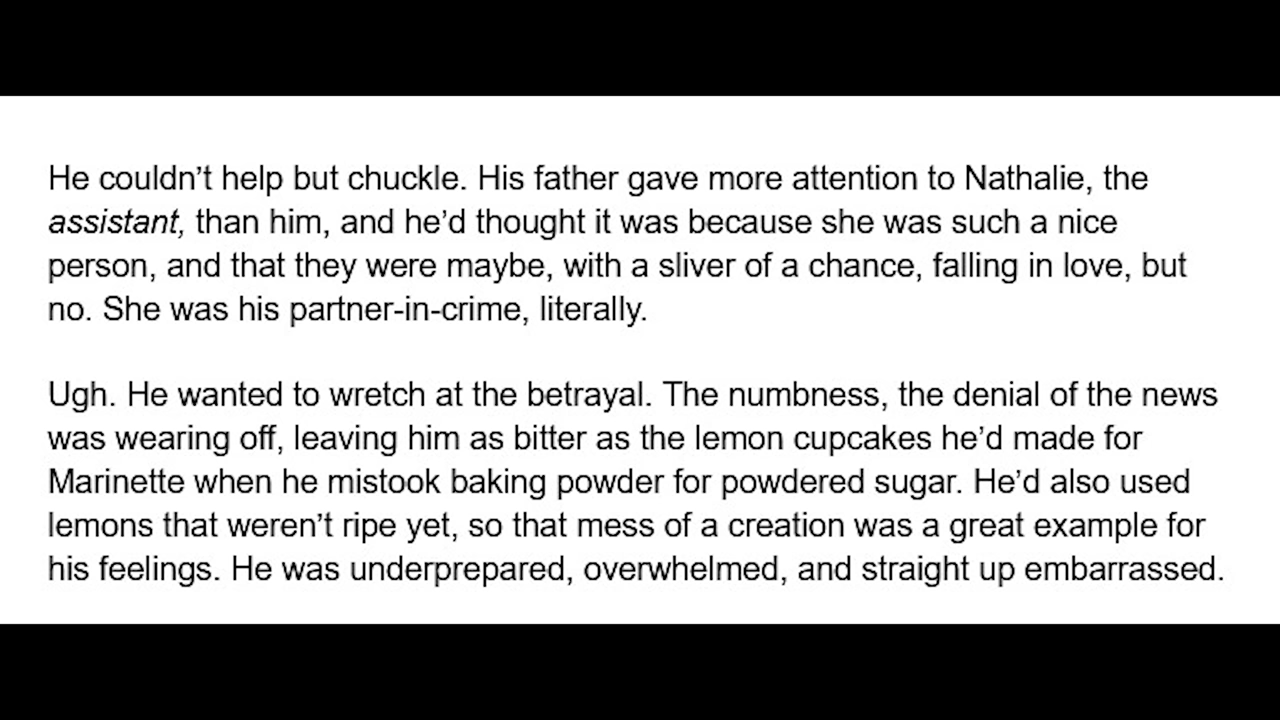 He couldn’t help but chuckle. His father gave more attention to Nathalie, the
assistant, than him, and he’d thought it was because she was such a nice
person, and that they were maybe, with a sliver of a chance, falling in love, but
no. She was his partner-in-crime, literally.
Ugh. He wanted to wretch at the betrayal. The numbness, the denial of the news
was wearing off, leaving him as bitter as the lemon cupcakes he’d made for
Marinette when he mistook baking powder for powdered sugar. He’d also used
lemons that weren’t ripe yet, so that mess of a creation was a great example for
his feelings. He was underprepared, overwhelmed, and straight up embarrassed.